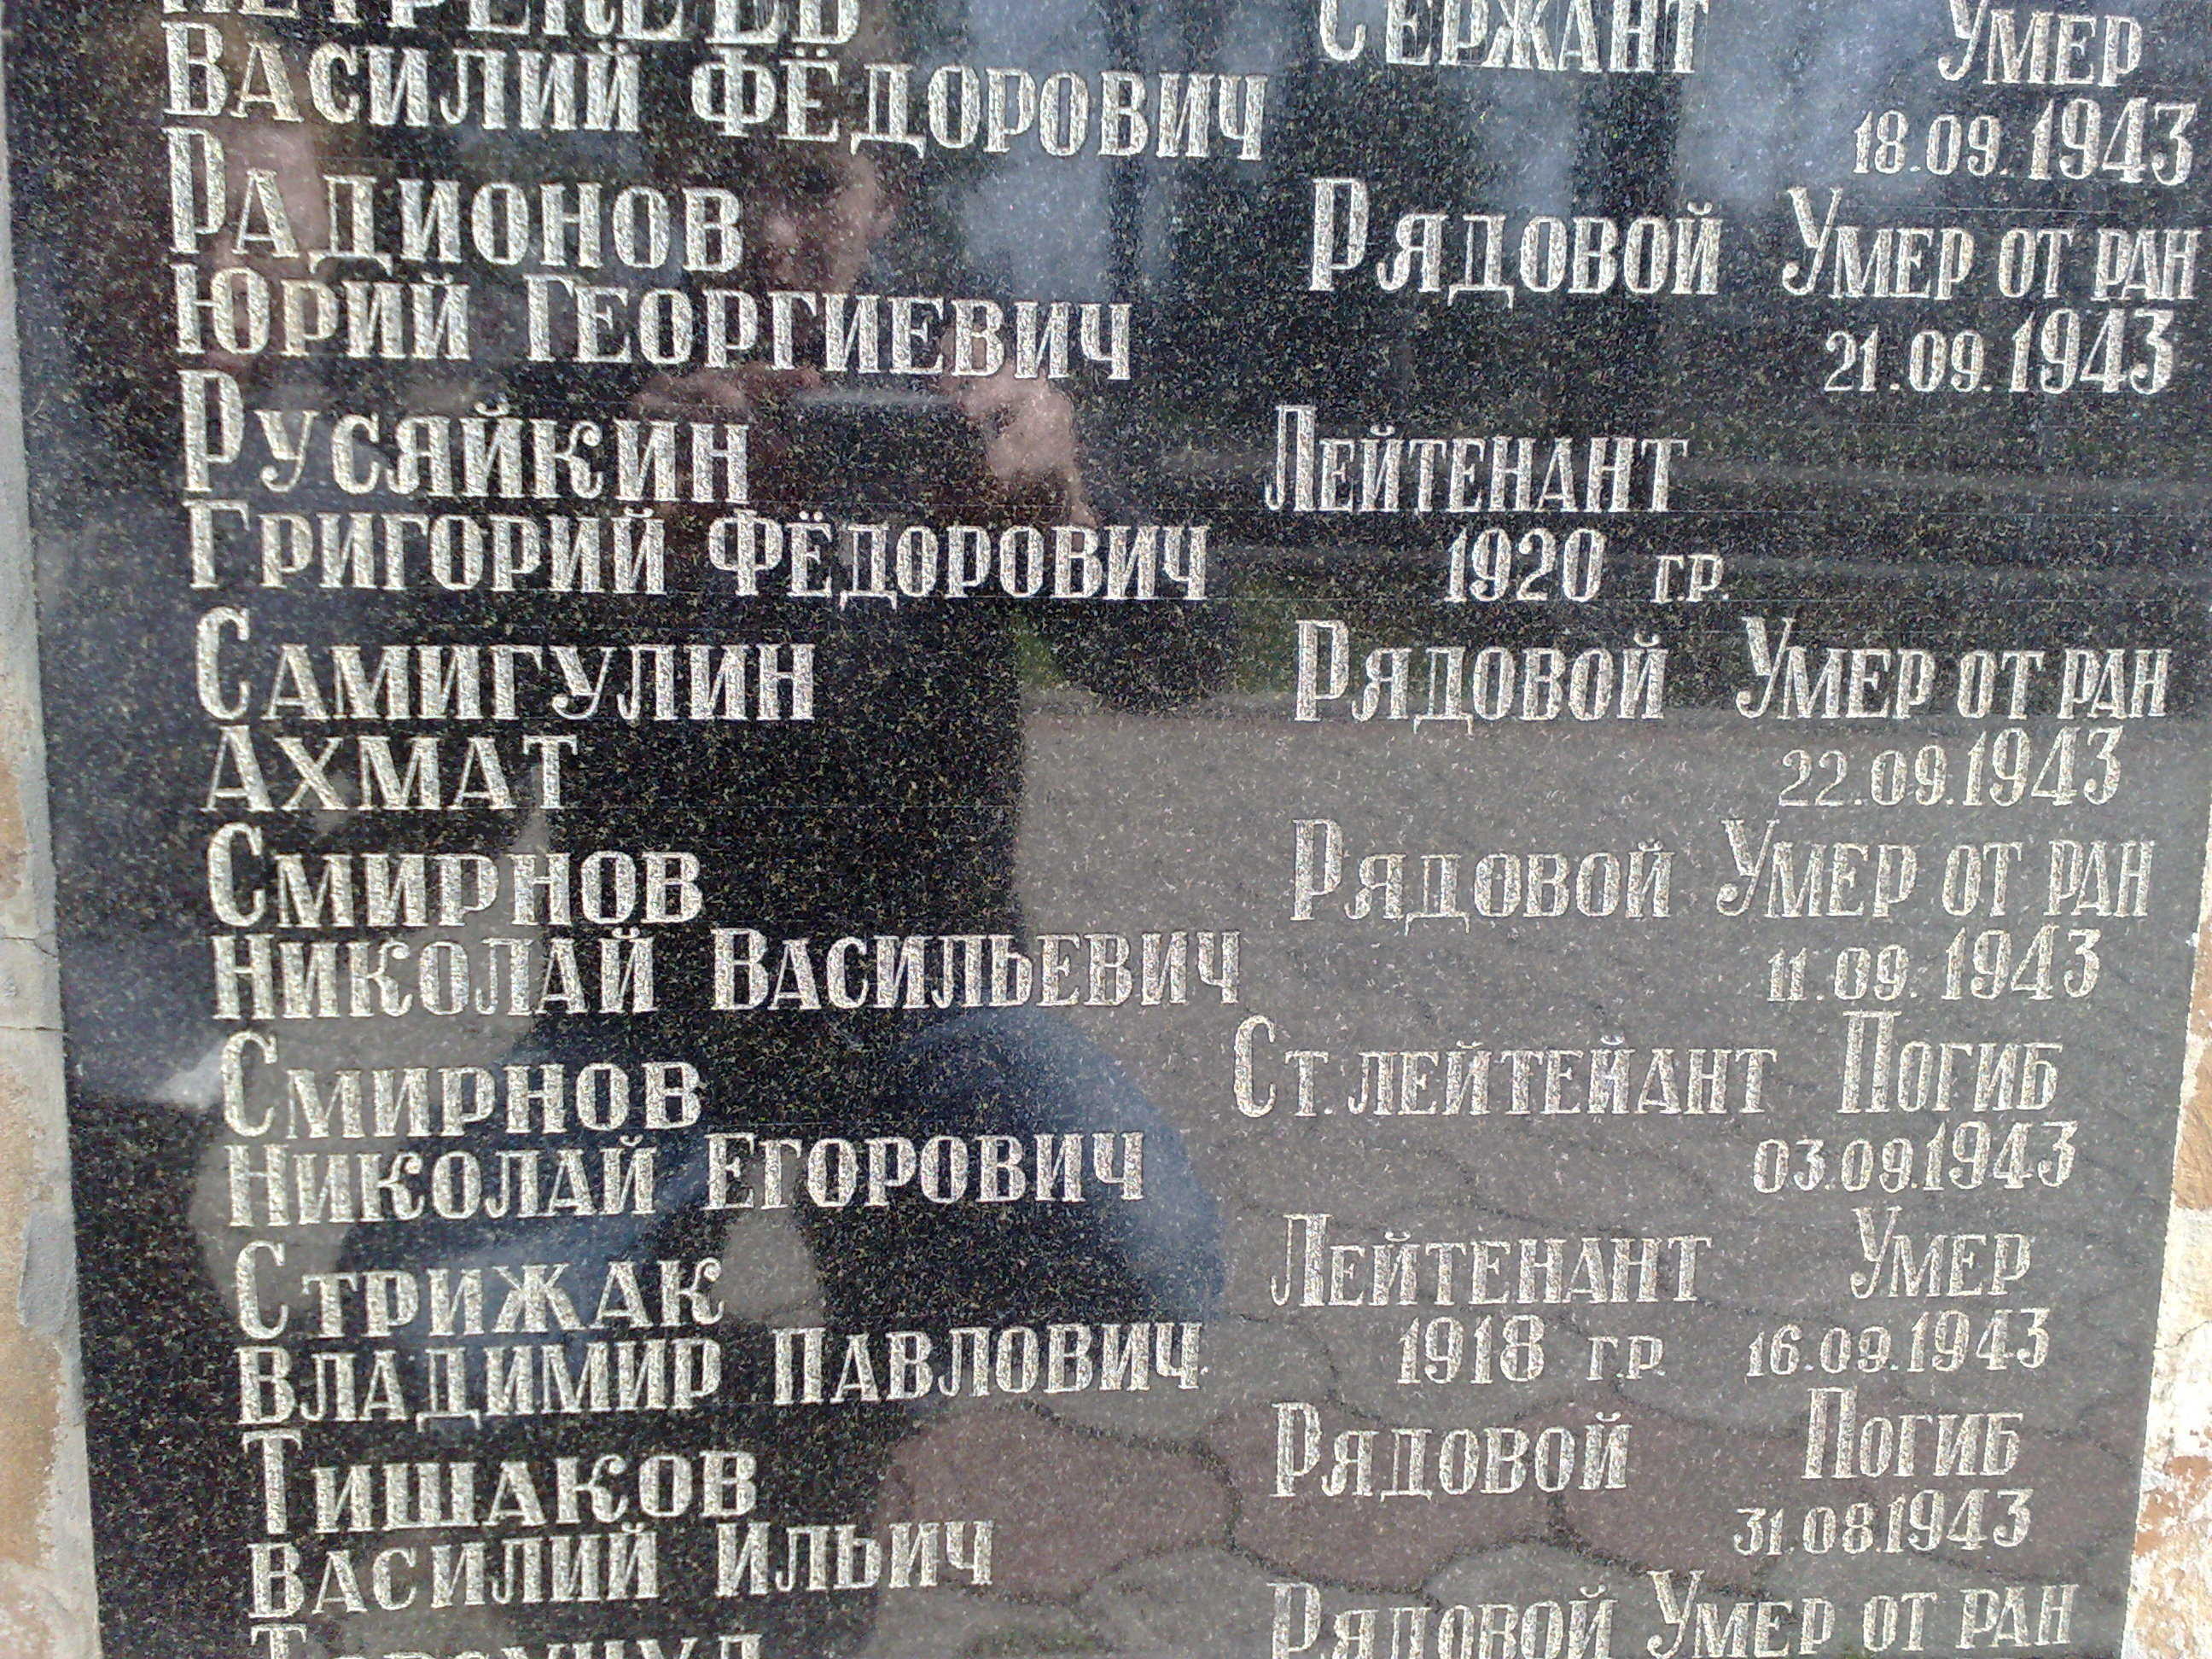 Василий Фёдорович Сержант Умер
18.09.1943
Радионов
Юрий Георгиевич Рядовой Умер от ран
21.09.1943
Русяйкин Лейтенант
Григорий Фёдорович 1920 г.р.
Самигулин Рядовой Умер от ран
Ахмат 22.09.1943
Смирнов Рядовой Умер от ран
Николай Васильевич 11.09.1943
Смирнов Ст.лейтейант Погиб
Николай Егорович 03.09.1943
Стрижак Лейтенант Умер
Владимир Павлович 1918 г.р 16.09.1943
Тишаков Рядовой Погиб
Василий Ильич 31.08.1943
Рядовой Умер от ран